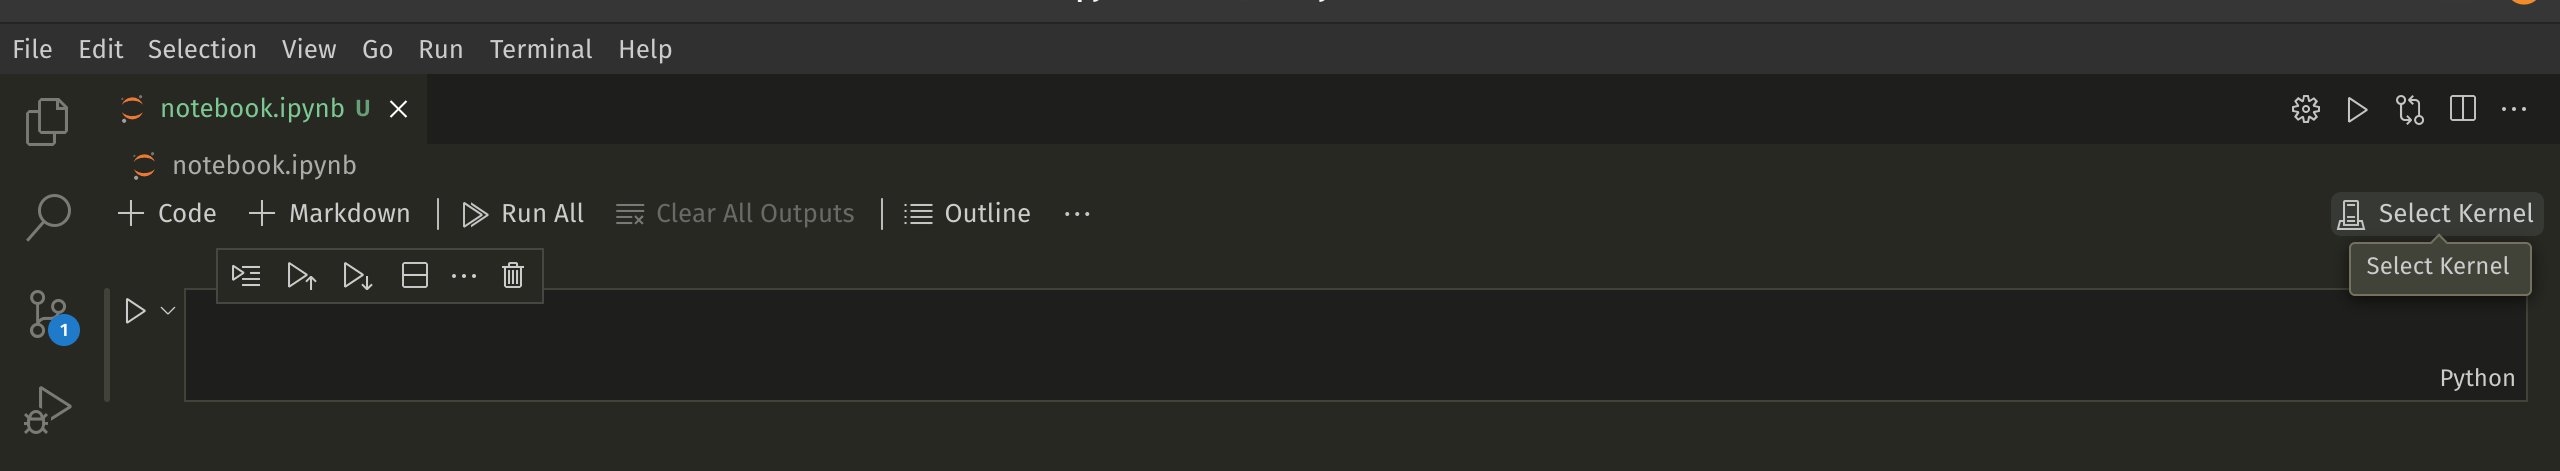 File Edit Selection View Go Run Terminal Help
notebook.ipynb U
notebook.ipynb
Code Markdown Run All Clear All Outputs Outline ... Select Kernel
Select Kernel
1
Python